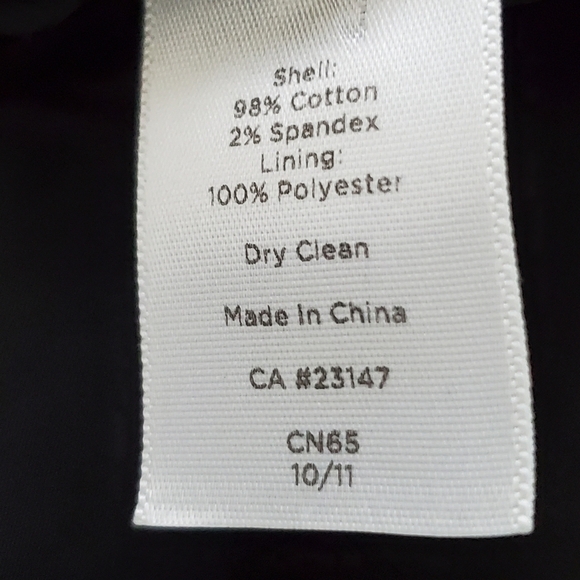 Shell:
98% Cotton
2% Spandex
Lining:
100% Polyester
Dry Clean
Made In China
CA #23147
CN65
10/11